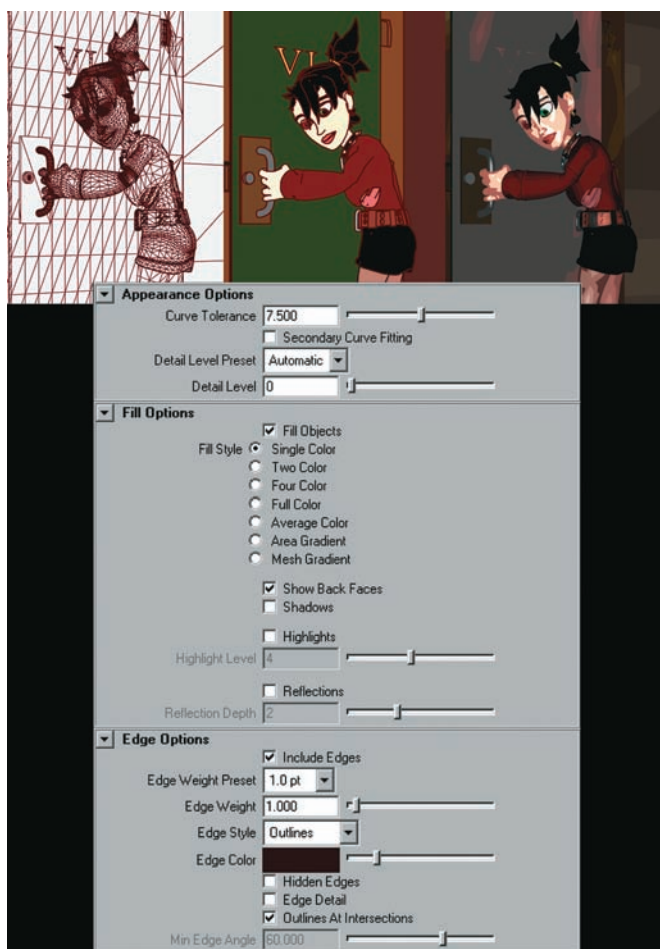 VI
VI
Appearance Options
Curve Tolerance 7.500
Secondary Curve Fitting
Detail Level Preset Automatic
Detail Level 0
Fill Options
Fill Objects
Fill Style Single Color
Two Color
Four Color
Full Color
Average Color
Area Gradient
Mesh Gradient
Show Back Faces
Shadows
Highlights
Highlight Level 4
Reflections
Reflection Depth 2
Edge Options
Include Edges
Edge Weight Preset 1.0 pt
Edge Weight 1.000
Edge Style Outlines
Edge Color
Hidden Edges
Edge Detail
Outlines At Intersections
Min Edge Angle 60.000